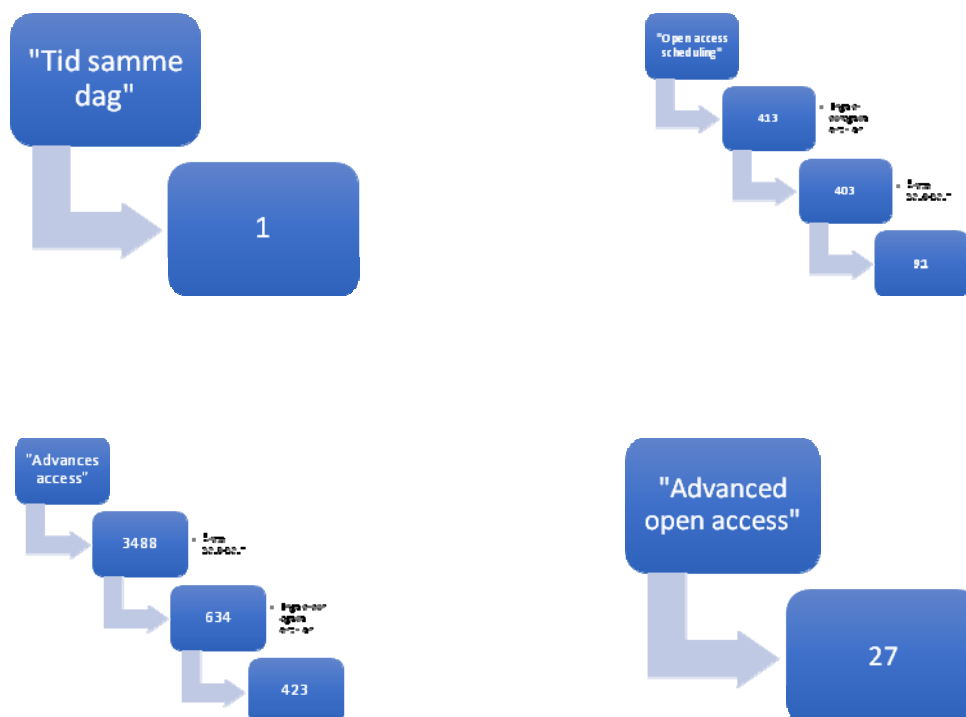 "Tid samme
dag"
1
"Open access
scheduling"
413
403
91
"Advances
access"
3488
634
423
"Advanced
open access"
27